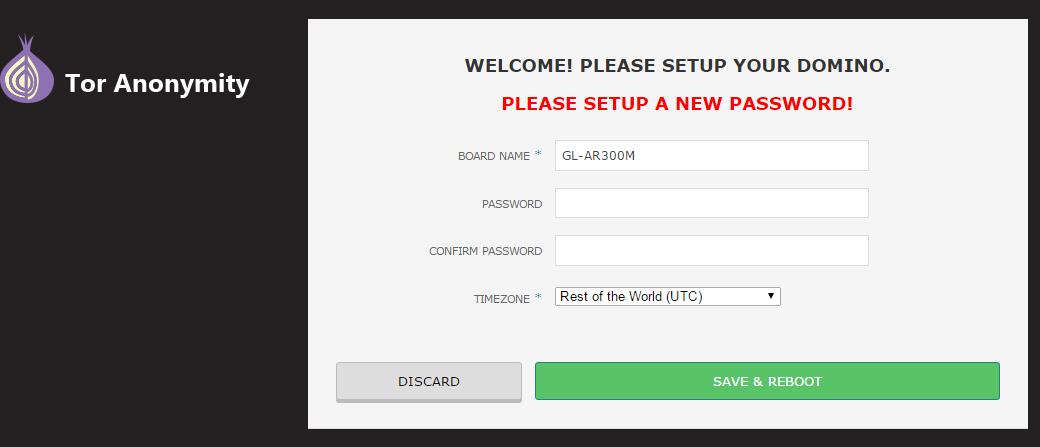 Tor Anonymity
WELCOME! PLEASE SETUP YOUR DOMINO.
PLEASE SETUP A NEW PASSWORD!
BOARD NAME * GL-AR300M
PASSWORD
CONFIRM PASSWORD
TIMEZONE * Rest of the World (UTC)
DISCARD SAVE & REBOOT